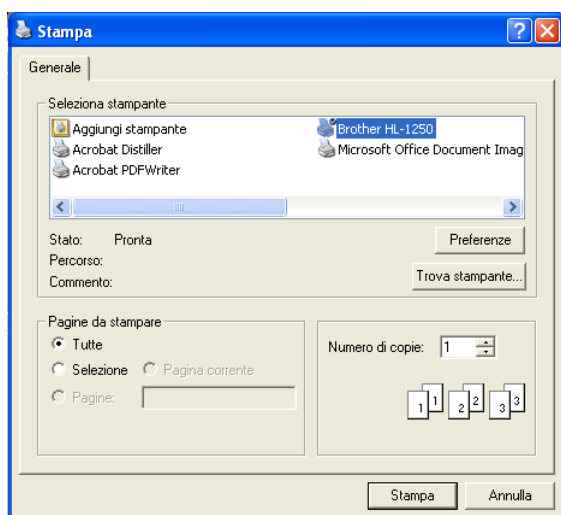 Stampa
Generale
Seleziona stampante
Aggiungi stampante
Brother HL-1250
Acrobat Distiller
Microsoft Office Document Imag
Acrobat PDFWriter
Stato: Pronta
Preferenze
Percorso:
Trova stampante...
Commento:
Pagine da stampare
Tutte
Numero di copie: 1
Selezione Pagina corrente
Pagine:
1 1 2 2 3 3
Stampa Annulla